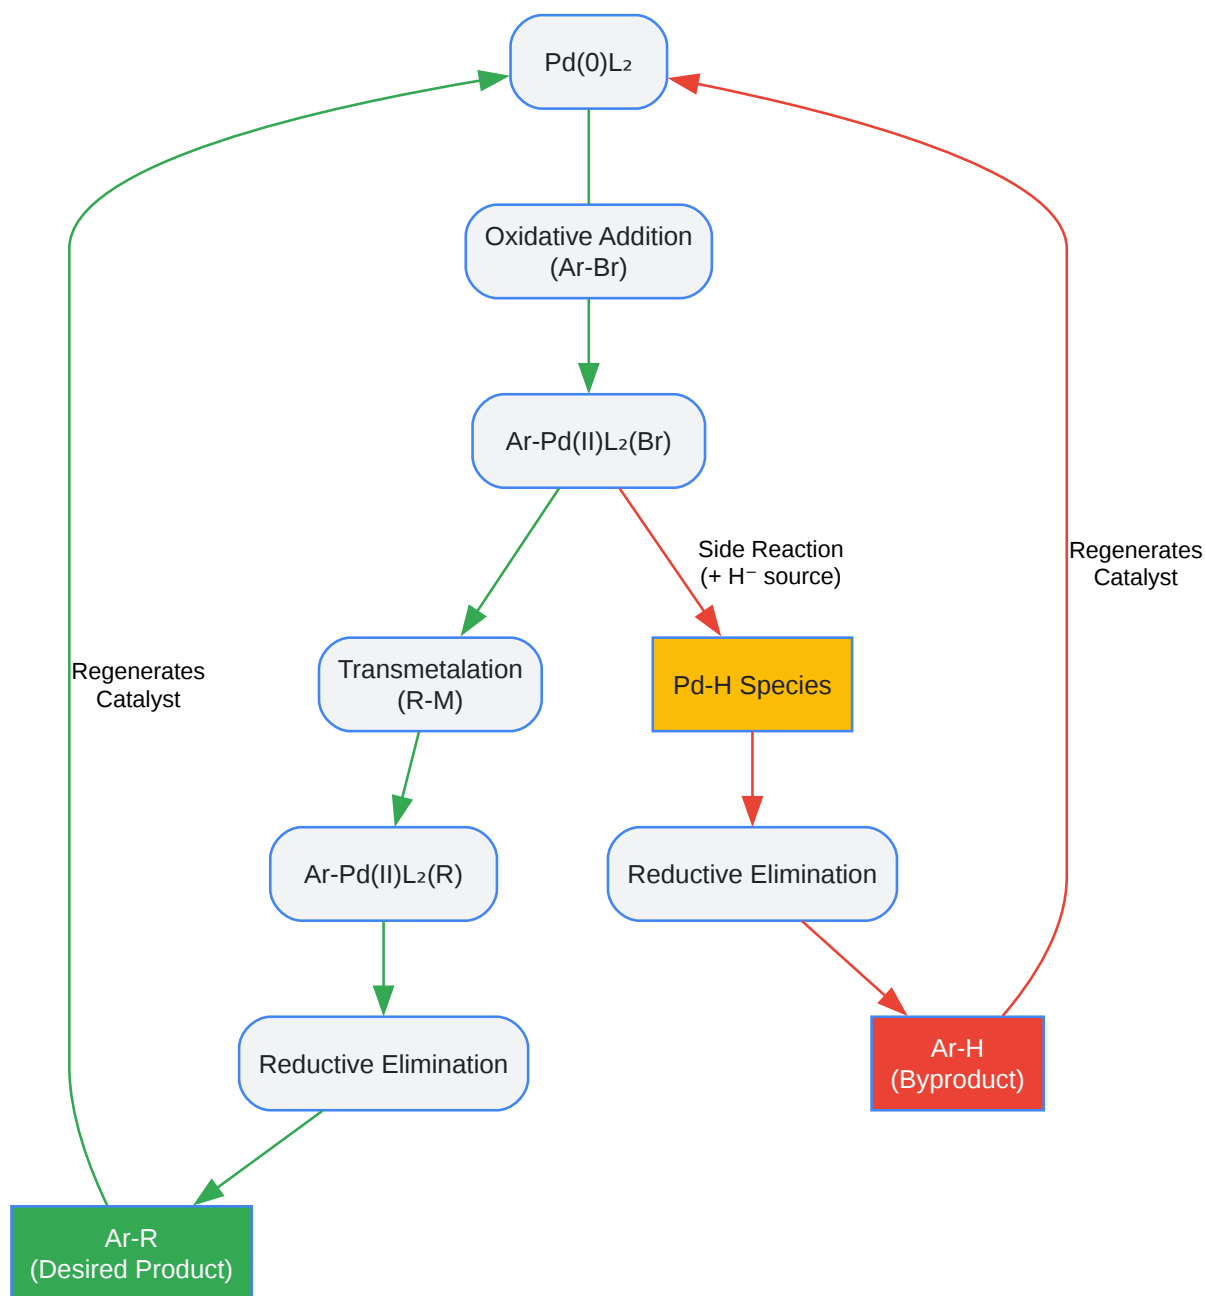 Pd(0)L₂
Oxidative Addition
(Ar-Br)
Ar-Pd(II)L₂(Br)
Side Reaction
(+ H⁻ source)
Regenerates
Catalyst
Regenerates
Catalyst
Transmetalation
(R-M)
Pd-H Species
Ar-Pd(II)L₂(R)
Reductive Elimination
Reductive Elimination
Ar-H
(Byproduct)
Ar-R
(Desired Product)